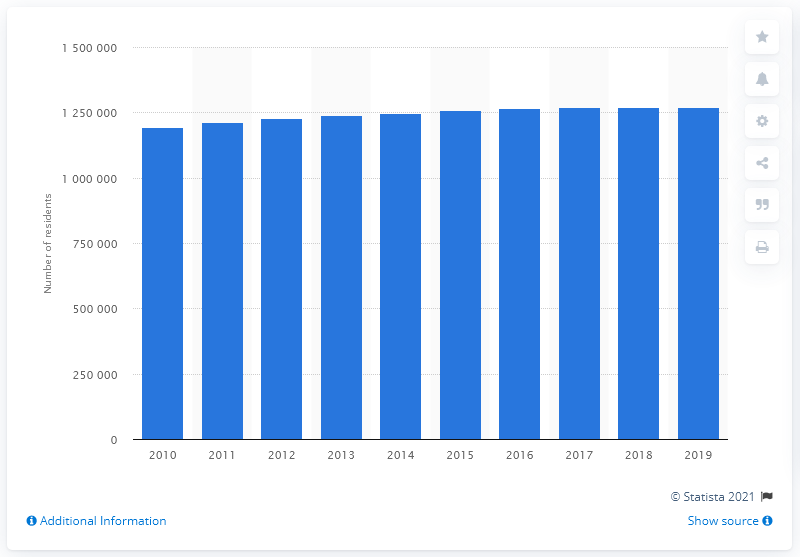 1 500 000
1 250 000
1 000 000
750 000
500 000
250 000
0
Number of residents
2010 2011 2012 2013 2014 2015 2016 2017 2018 2019
© Statista 2021
Additional Information
Show source